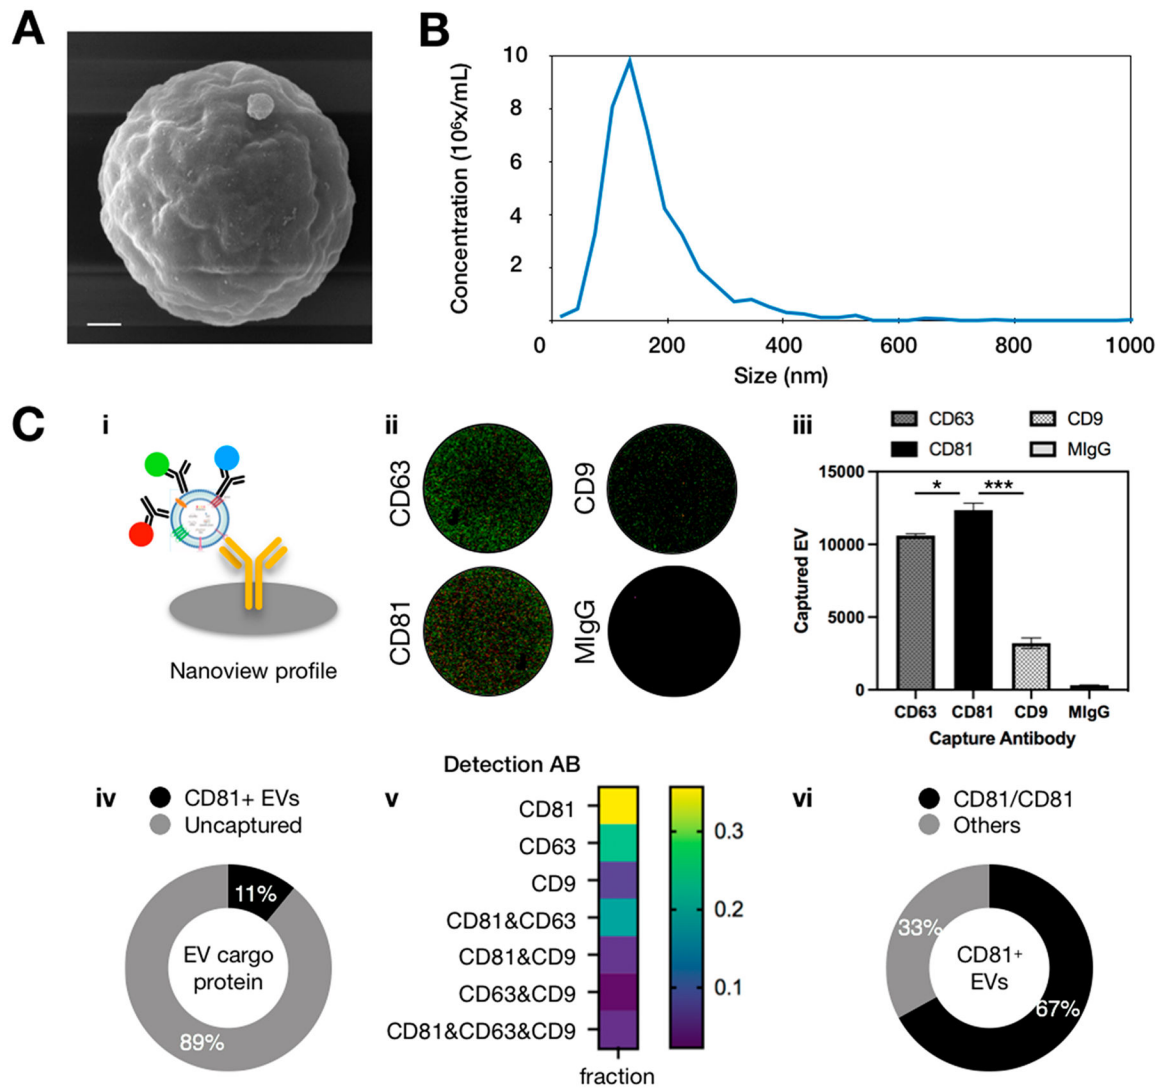 A
B
10
8
6
4
2
Concentration (10⁶x/mL)
0
200
400
600
800
1000
Size (nm)
C
i
Nanoview profile
ii
CD63
CD9
CD81
MIgG
iii
CD63
CD9
CD81
MIgG
15000
10000
5000
0
Captured EV
*
***
CD63
CD81
CD9
MIgG
Capture Antibody
iv
CD81+ EVs
Uncaptured
11%
EV cargo
protein
89%
v
Detection AB
CD81
CD63
CD9
CD81&CD63
CD81&CD9
CD63&CD9
CD81&CD63&CD9
fraction
0.3
0.2
0.1
vi
CD81/CD81
Others
33%
CD81⁺
EVs
67%